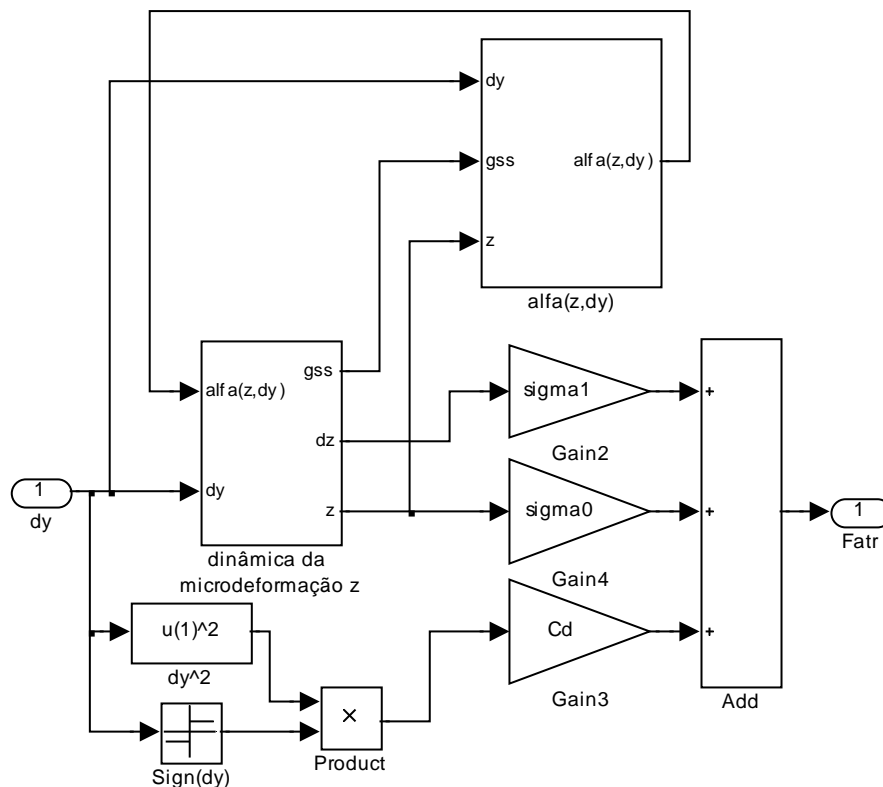 dy
gss
alfa(z,dy)
z
alfa(z,dy)
gss
alfa(z,dy)
dz
dy
z
dinâmica da
microdeformação z
1
dy
sigma1
+
Gain2
sigma0
+
Gain4
Cd
+
Gain3
Add
1
Fatr
u(1)^2
dy^2
×
Product
Sign(dy)